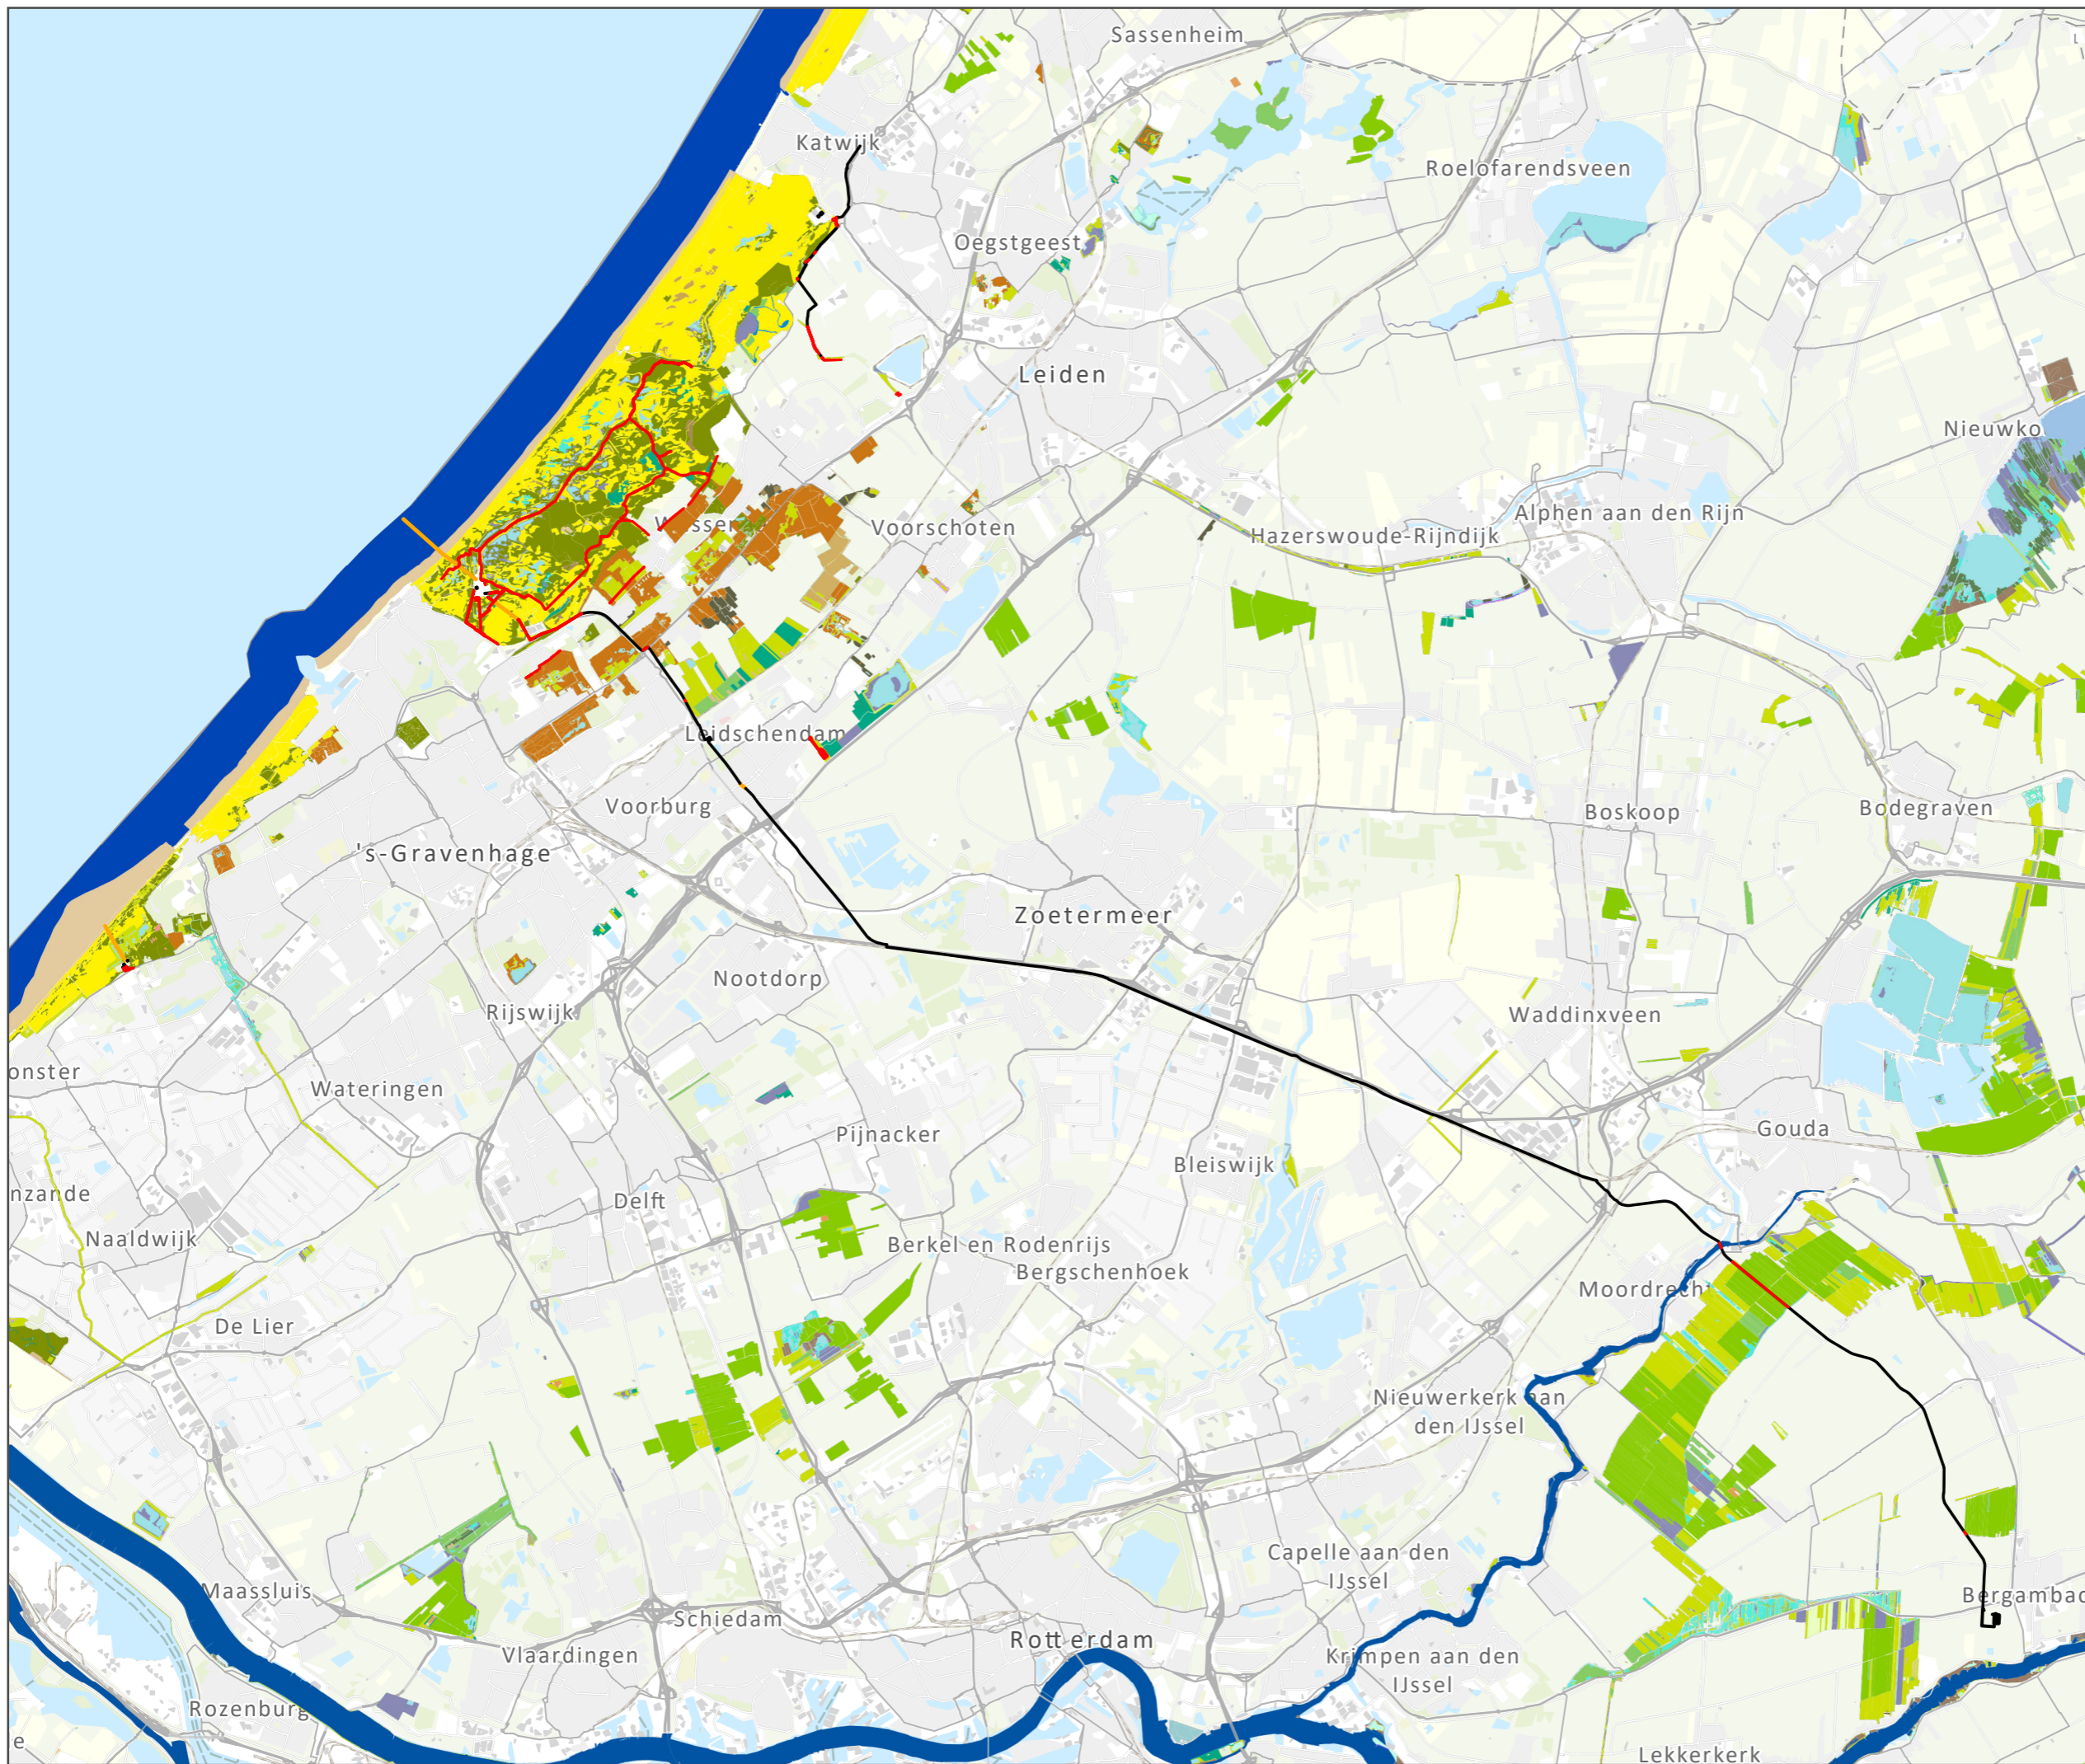 Sassenheim
Katwijk
Roelofarendsveen
Oegstgeest
Leiden
Nieuwko
Alphen aan den Rijn
Voorschoten
Hazerswoude-Rijndijk
Leidschendam
Voorburg
Boskoop
Bodegraven
's-Gravenhage
Zoetermeer
Nootdorp
Rijswijk
Waddinxveen
onster
Wateringen
Gouda
Pijnacker
Bleiswijk
nzande
Delft
Naaldwijk
Berkel en Rodenrijs
Bergschenhoek
Moordrecht
De Lier
Nieuwerkerk aan
den IJssel
Capelle aan den
IJssel
Maassluis
Bergambac
Schiedam
Rotterdam
Vlaardingen
Krimpen aan den
IJssel
Rozenburg
e
Lekkerkerk